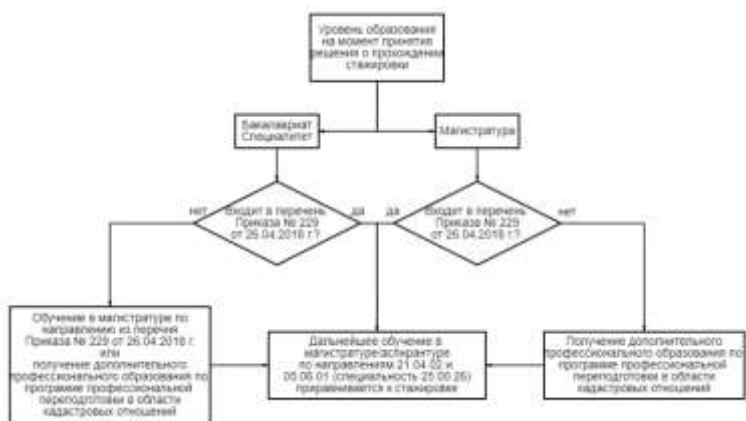 Уровень образования
на момент принятия
решения о прохождении
стажировки
Бакалавриат
Специалитет
Магистратура
нет
Входит в перечень
Приказа № 229
от 26.04.2018 г.?
да
да
Входит в перечень
Приказа № 229
от 26.04.2018 г.?
нет
Обучение в магистратуре по
направлению из перечня
Приказа № 229 от 26.04.2018 г.
или
получение дополнительного
профессионального образования по
программе профессиональной
переподготовки в области
кадастровых отношений
Дальнейшее обучение в
магистратуре/аспирантуре
по направлениям 21.04.02 и
05.06.01 (специальность 25.00.26)
приравнивается к стажировке
Получение дополнительного
профессионального образования по
программе профессиональной
переподготовки в области
кадастровых отношений